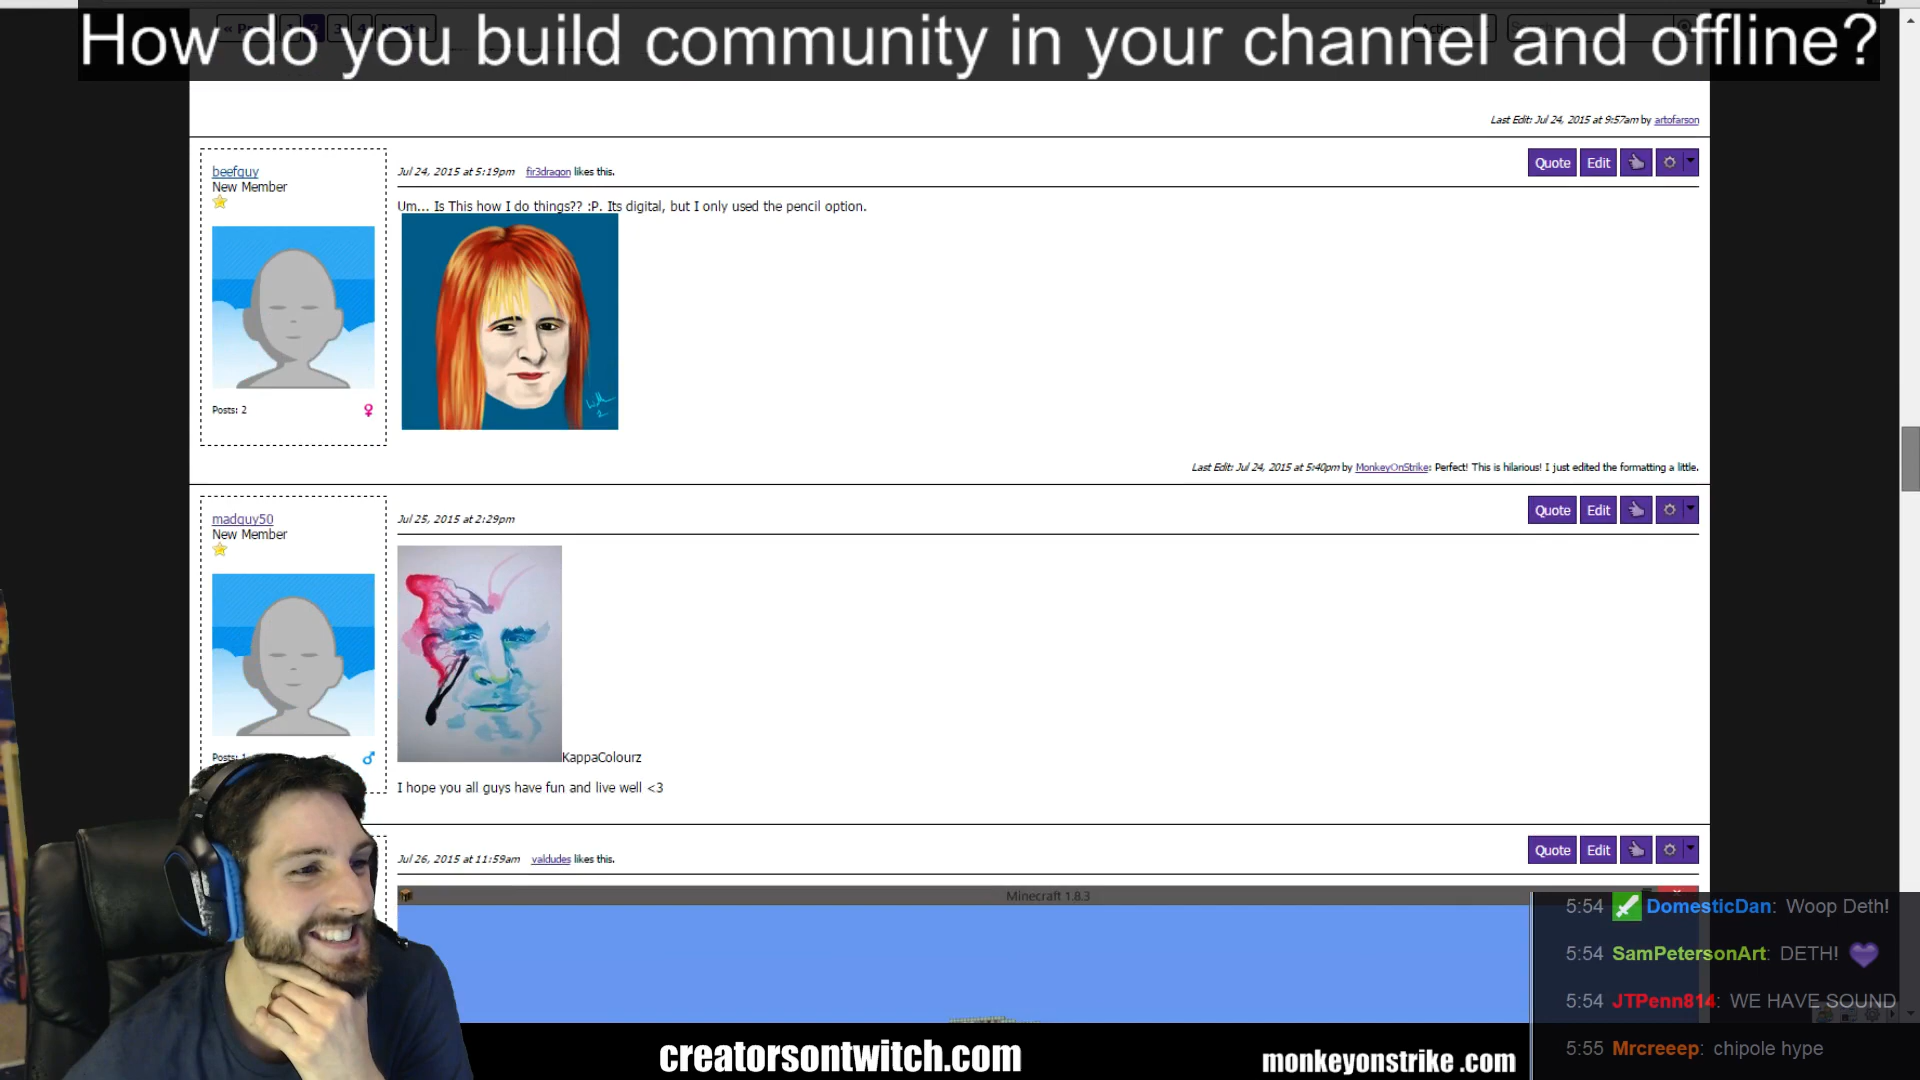 How do you build community in your channel and offline?
Last Edit: Jul 24, 2015 at 9:57am by artofarson
beefguy
New Member
Jul 24, 2015 at 5:19pm fir3dragon likes this.
Quote Edit
Um... Is This how I do things?? :P. Its digital, but I only used the pencil option.
Posts: 2
Last Edit: Jul 24, 2015 at 5:40pm by MonkeyOnStrike: Perfect! This is hilarious! I just edited the formatting a little.
madguy50
New Member
Jul 25, 2015 at 2:29pm
Quote Edit
KappaColourz
Posts: 1
I hope you all guys have fun and live well <3
Jul 26, 2015 at 11:59am valdudes likes this.
Quote Edit
Minecraft 1.8.3
5:54 DomesticDan: Woop Deth!
5:54 SamPetersonArt: DETH!
5:54 JTPenn814: WE HAVE SOUND
5:55 Mrcreeep: chipole hype
creatorsontwitch.com
monkeyonstrike .com